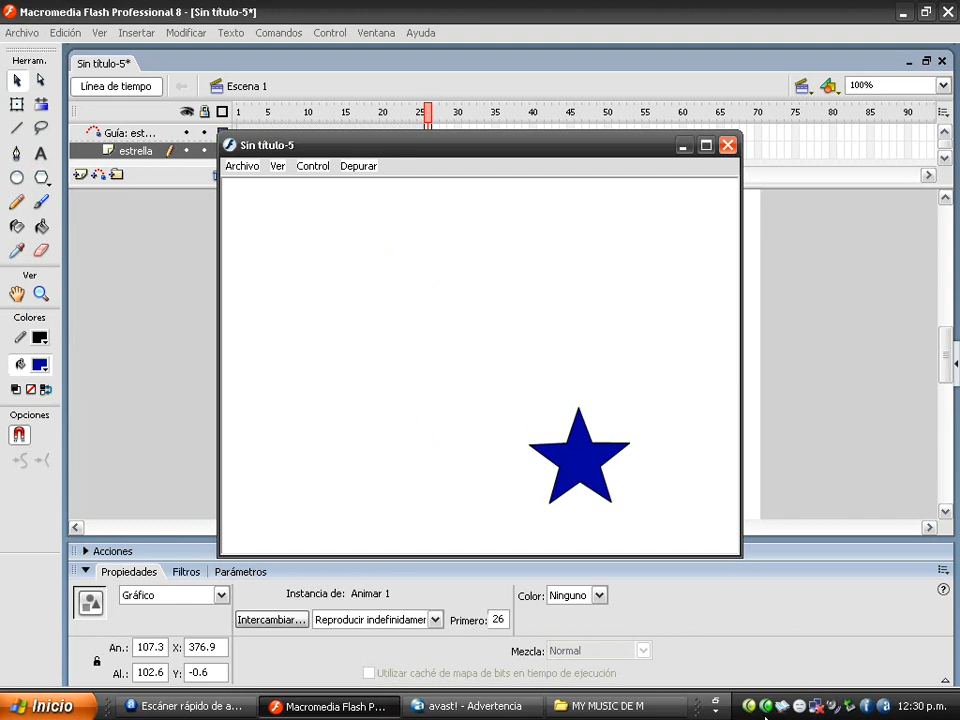 Macromedia Flash Professional 8 - [Sin título-5*]
Archivo Edición Ver Insertar Modificar Texto Comandos Control Ventana Ayuda
Herram.
Sin título-5*
Línea de tiempo
Escena 1
100%
1 5 10 15 20 25 30 35 40 45 50 55 60 65 70 75 80 85 90
Guía: est...
estrella
Sin título-5
Archivo Ver Control Depurar
Ver
Colores
Opciones
Acciones
Propiedades Filtros Parámetros
Gráfico
Instancia de: Animar 1
Color: Ninguno
Intercambiar...
Reproducir indefinidamer
Primero: 26
An.: 107.3 X: 376.9
Mezcla: Normal
Al.: 102.6 Y: -0.6
Utilizar caché de mapa de bits en tiempo de ejecución
Inicio
Escáner rápido de a...
Macromedia Flash P...
avast! - Advertencia
MY MUSIC DE M
12:30 p.m.